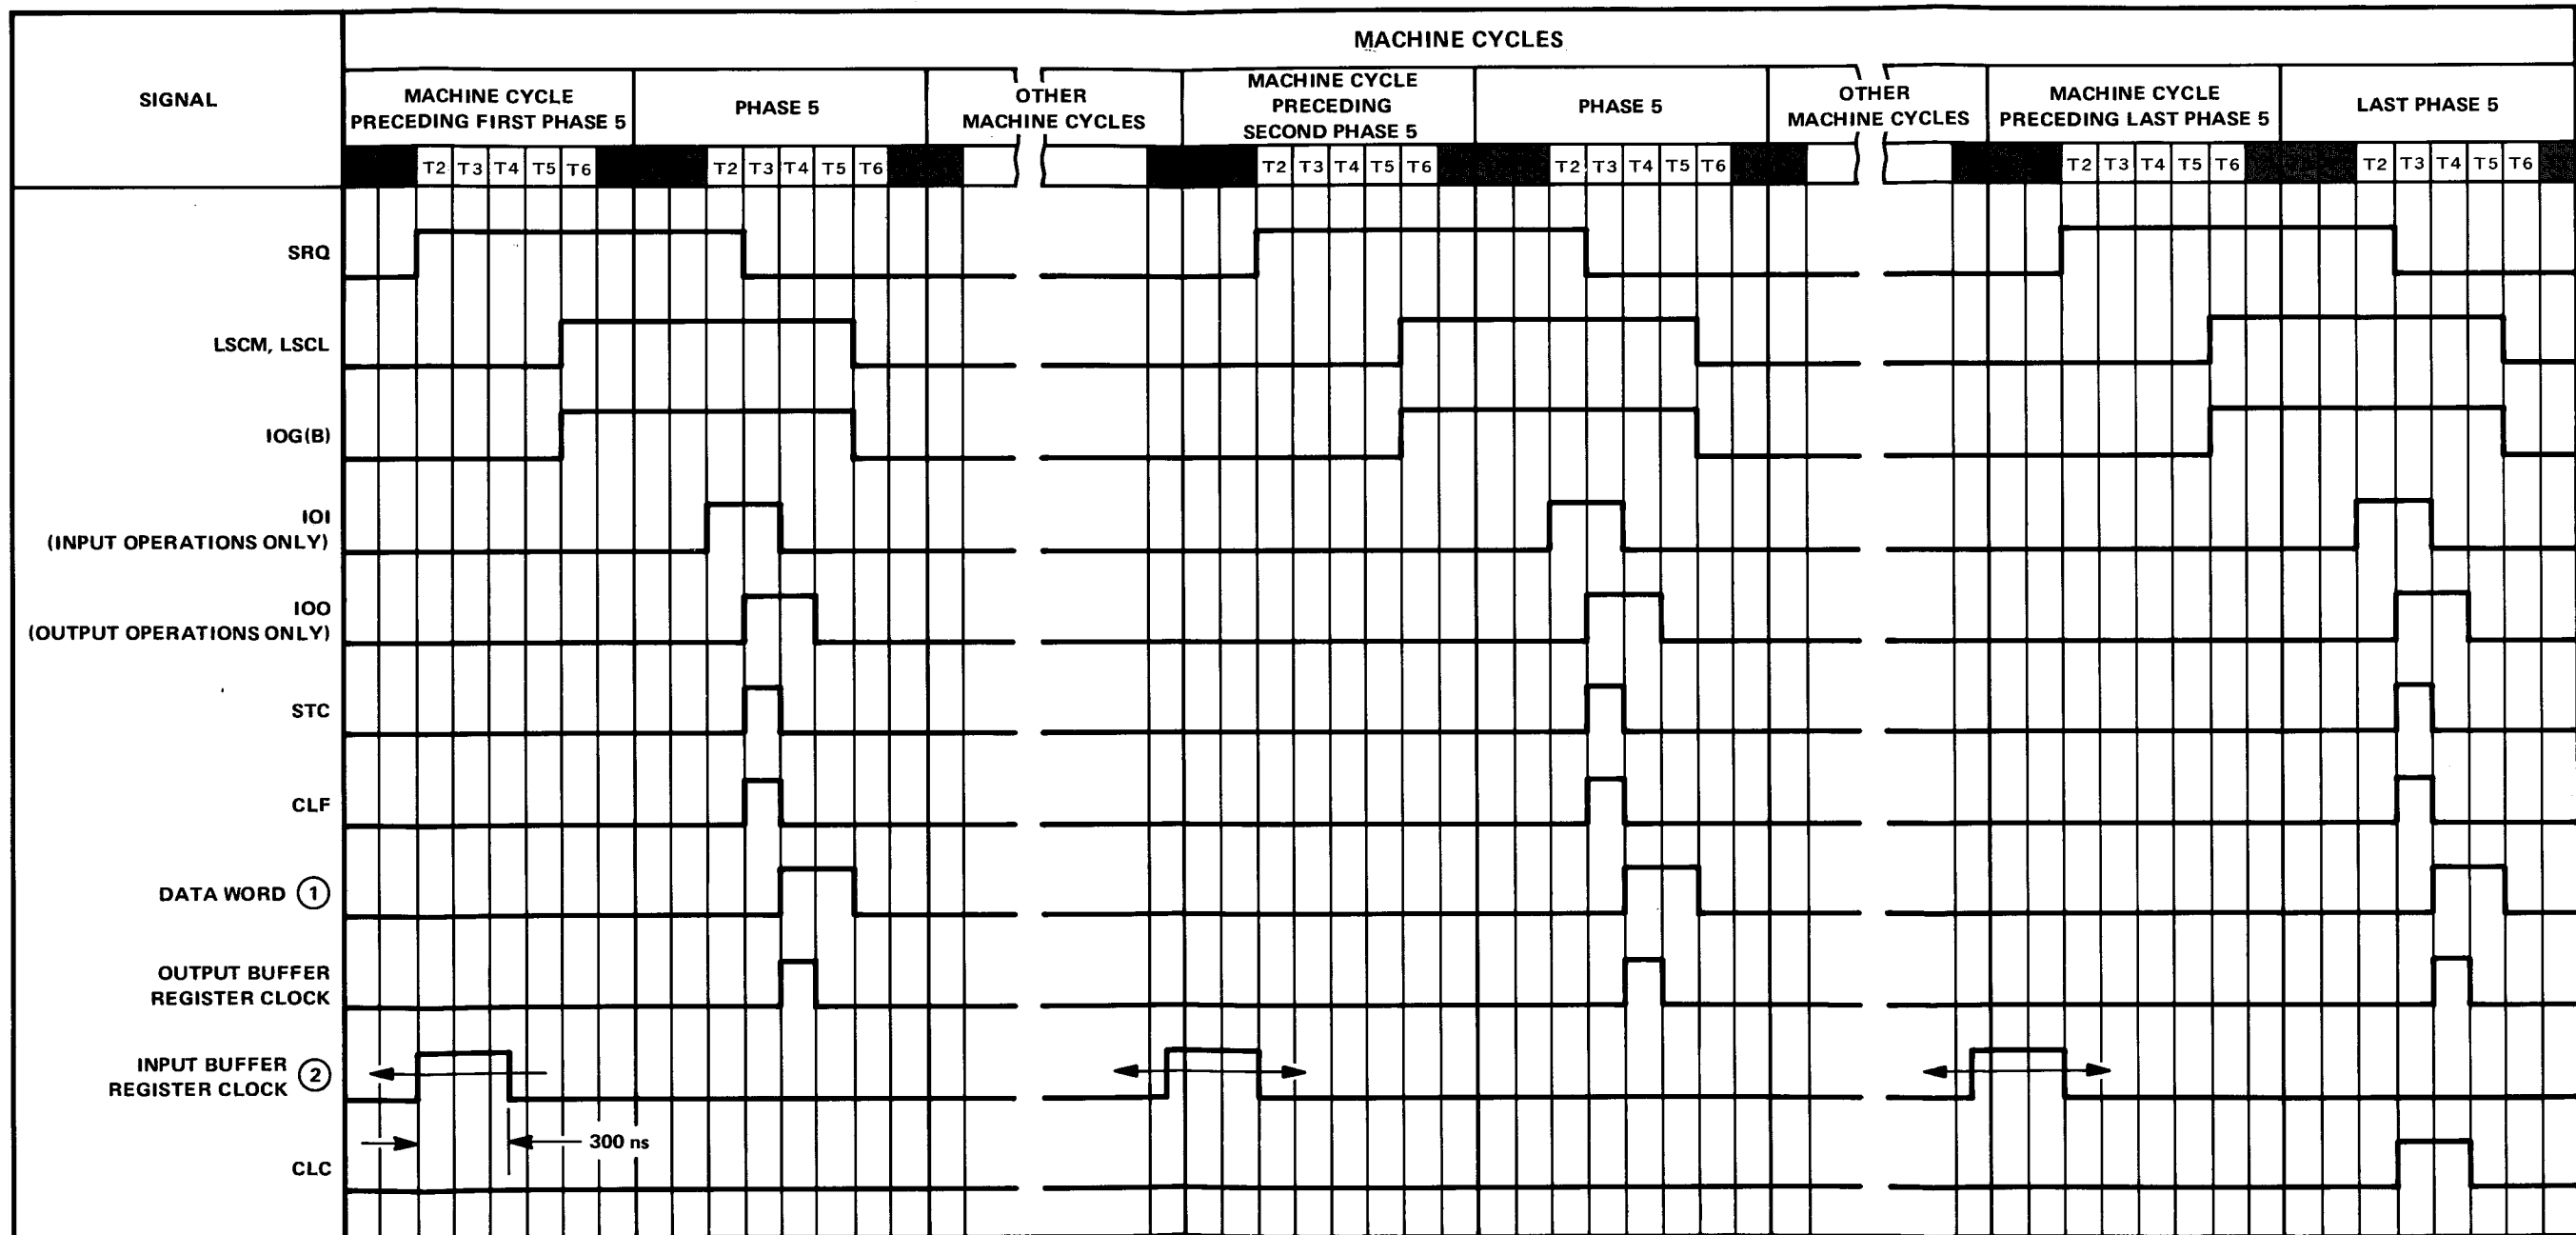 MACHINE CYCLES
SIGNAL
MACHINE CYCLE
PRECEDING FIRST PHASE 5
PHASE 5
OTHER
MACHINE CYCLES
MACHINE CYCLE
PRECEDING
SECOND PHASE 5
PHASE 5
OTHER
MACHINE CYCLES
MACHINE CYCLE
PRECEDING LAST PHASE 5
LAST PHASE 5
T2 T3 T4 T5 T6 T2 T3 T4 T5 T6 T2 T3 T4 T5 T6 T2 T3 T4 T5 T6 T2 T3 T4 T5 T6 T2 T3 T4 T5 T6
SRQ
LSCM, LSCL
IOG(B)
IOI
(INPUT OPERATIONS ONLY)
IOO
(OUTPUT OPERATIONS ONLY)
STC
CLF
DATA WORD 1
OUTPUT BUFFER
REGISTER CLOCK
INPUT BUFFER
REGISTER CLOCK 2
300 ns
CLC